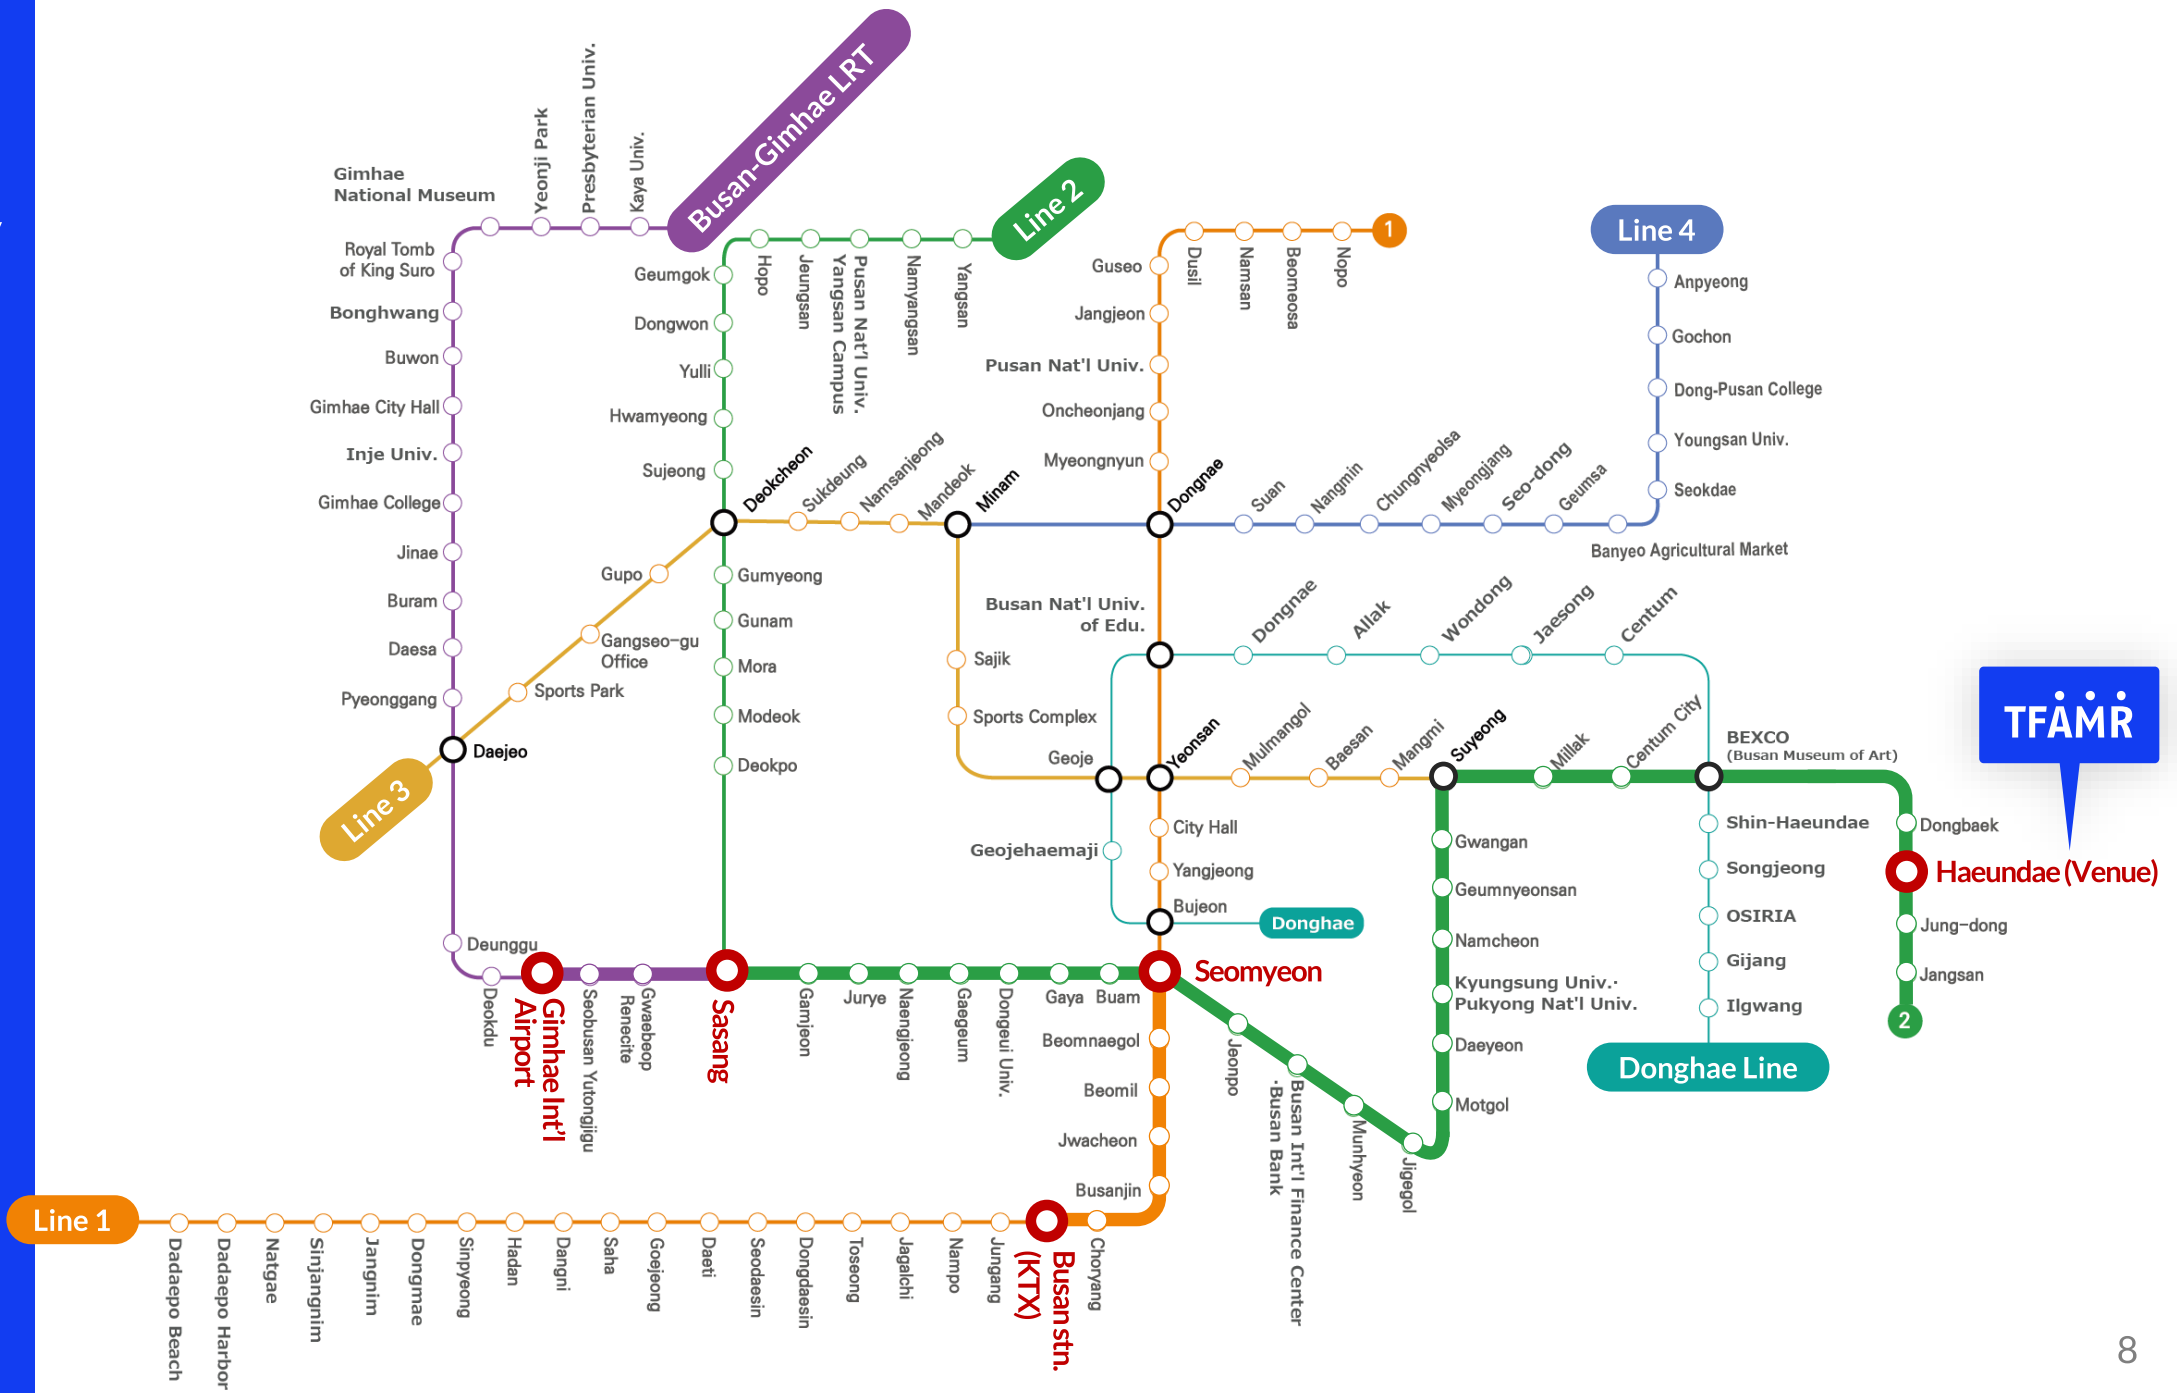 Busan-Gimhae LRT
Kaya Univ.
Presbyterian Univ.
Yeonji Park
Gimhae
National Museum
Royal Tomb
of King Suro
Bonghwang
Buwon
Gimhae City Hall
Inje Univ.
Gimhae College
Jinae
Buram
Daesa
Pyeonggang
Daejeo
Deunggu
Deokdu
Gimhae Int'l
Airport
Seobusan Yutongjigu
Gwaebeop
Renecite
Sasang
Line 2
Yangsan
Namyangsan
Pusan Nat'l Univ.
Yangsan Campus
Jeungsan
Hopo
Geumgok
Dongwon
Yulli
Hwamyeong
Sujeong
Deokcheon
Gumyeong
Gunam
Mora
Modeok
Deokpo
Gamjeon
Jurye
Naengjeong
Gaegeum
Dongeui Univ.
Gaya
Buam
Seomyeon
Jeonpo
Busan Int'l Finance Center
·Busan Bank
Munhyeon
Jigegol
Motgol
Daeyeon
Kyungsung Univ.·
Pukyong Nat'l Univ.
Namcheon
Geumnyeonsan
Gwangan
Suyeong
Millak
Centum City
BEXCO
(Busan Museum of Art)
Dongbaek
Haeundae (Venue)
Jung-dong
Jangsan
2
TFAMR
Line 3
Sports Park
Gangseo-gu
Office
Gupo
Sukdeung
Namsanjeong
Mandeok
Minam
Sajik
Sports Complex
Geoje
Yeonsan
Mulmangol
Baesan
Mangmi
1
Nopo
Beomeosa
Namsan
Dusil
Guseo
Jangjeon
Pusan Nat'l Univ.
Oncheonjang
Myeongnyun
Dongnae
Busan Nat'l Univ.
of Edu.
City Hall
Yangjeong
Bujeon
Beomnaegol
Beomil
Jwacheon
Busanjin
Choryang
Busan stn.
(KTX)
Jungang
Nampo
Jagalchi
Toseong
Dongdaesin
Seodaesin
Daeti
Goejeong
Saha
Dangni
Hadan
Sinpyeong
Dongmae
Jangnim
Sinjangnim
Natgae
Dadaepo Harbor
Dadaepo Beach
Line 1
Line 4
Anpyeong
Gochon
Dong-Pusan College
Youngsan Univ.
Seokdae
Banyeo Agricultural Market
Geumsa
Seo-dong
Myeongjang
Chungnyeolsa
Nangmin
Suan
Donghae
Geojehaemaji
Dongnae
Allak
Wondong
Jaesong
Centum
Shin-Haeundae
Songjeong
OSIRIA
Gijang
Ilgwang
Donghae Line
8